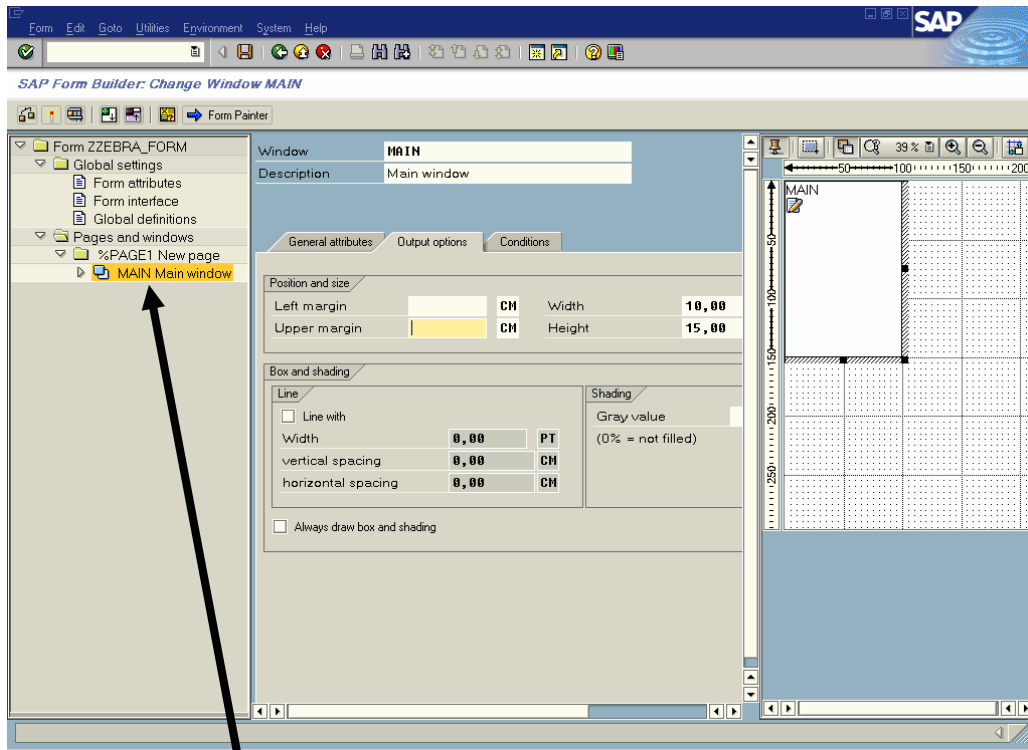 Form Edit Goto Utilities Environment System Help
SAP
SAP Form Builder: Change Window MAIN
Form Painter
Form ZZEBRA_FORM
Global settings
Form attributes
Form interface
Global definitions
Pages and windows
%PAGE1 New page
MAIN Main window
Window MAIN
Description Main window
General attributes Output options Conditions
Position and size
Left margin CM Width 10,00
Upper margin CM Height 15,00
Box and shading
Line
Line with
Width 0,00 PT
vertical spacing 0,00 CM
horizontal spacing 0,00 CM
Shading
Gray value
(0% = not filled)
Always draw box and shading
39 %
50 100 150 200
MAIN
50
100
150
200
250